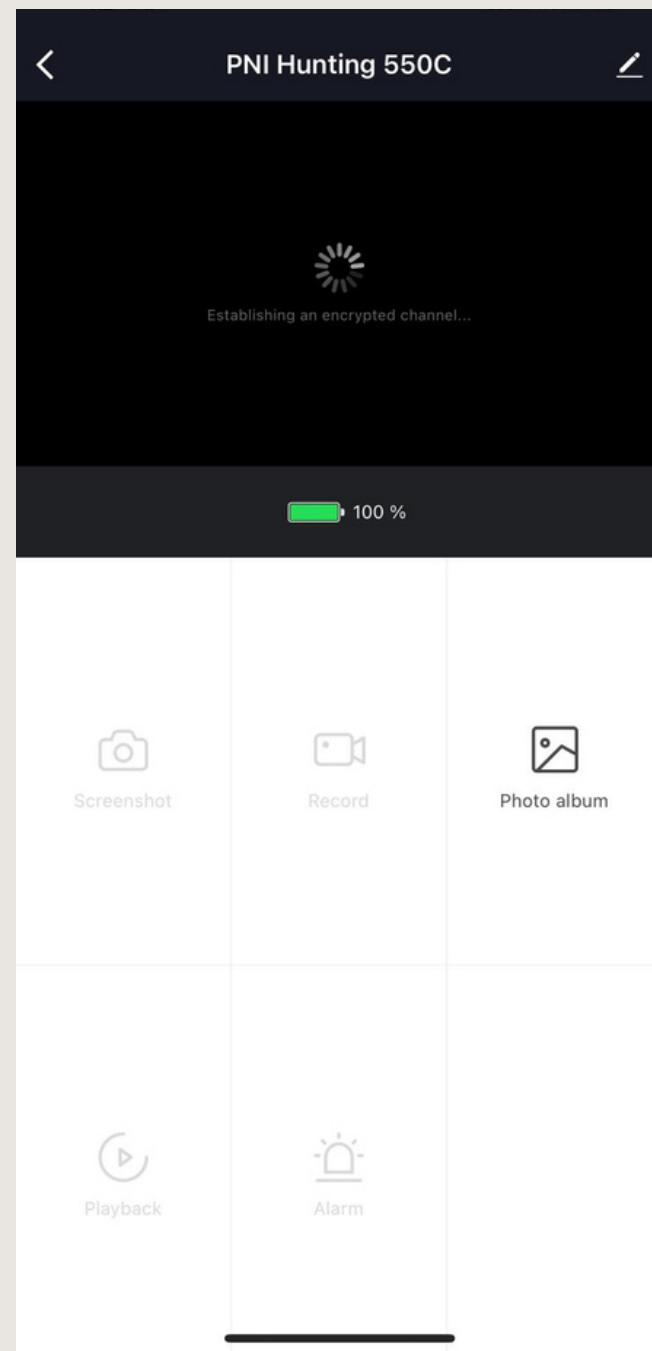 PNI Hunting 550C
Establishing an encrypted channel...
100 %
Screenshot
Record
Photo album
Playback
Alarm